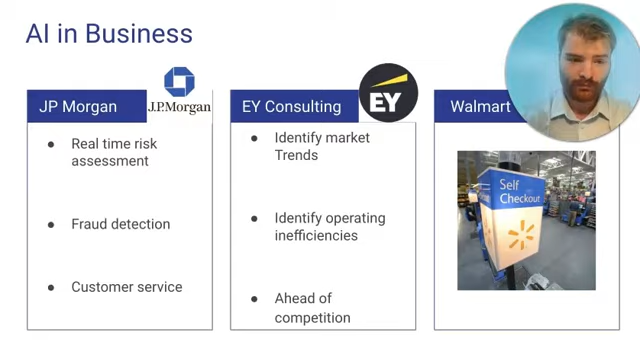 AI in Business
JP Morgan
J.P.Morgan
● Real time risk
assessment
● Fraud detection
● Customer service
EY Consulting
EY
● Identify market
Trends
● Identify operating
inefficiencies
● Ahead of
competition
Walmart
Self
Checkout